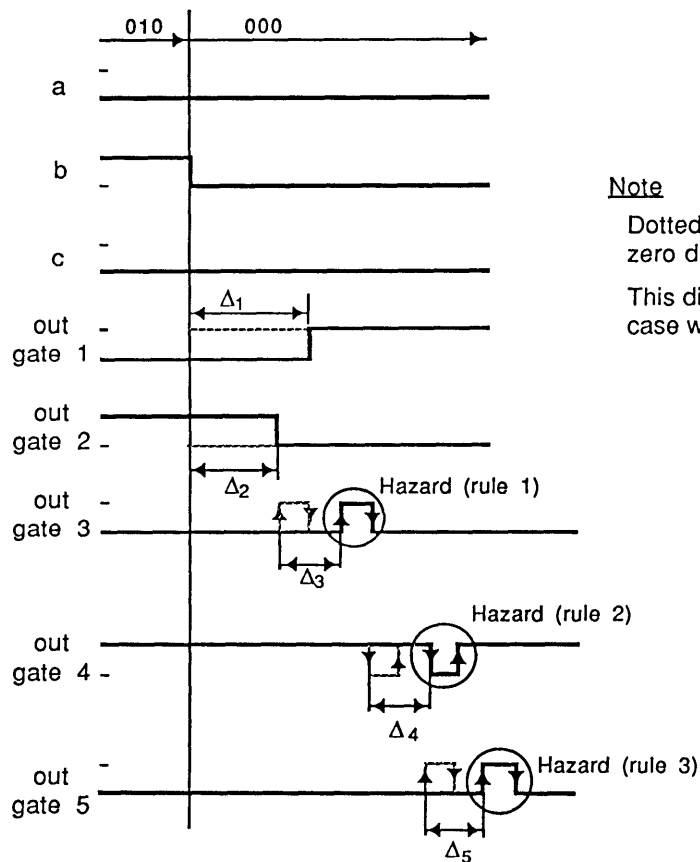 010 000
a
b
c
Δ1
out
gate 1
out
gate 2
Δ2
Hazard (rule 1)
out
gate 3
Δ3
Hazard (rule 2)
out
gate 4
Δ4
Hazard (rule 3)
out
gate 5
Δ5
Note
Dotted
zero d
This di
case w